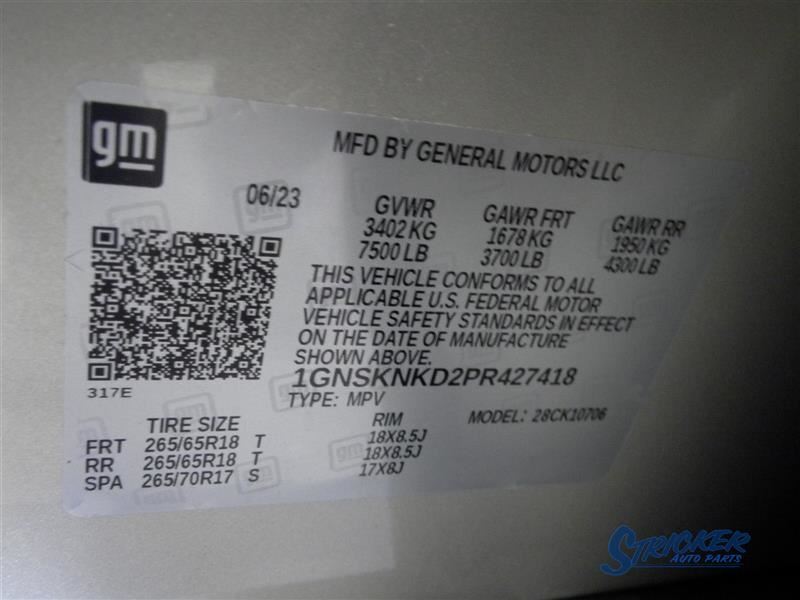 gm
MFD BY GENERAL MOTORS LLC
06/23
GVWR GAWR FRT GAWR RR
3402 KG 1678 KG 1950 KG
7500 LB 3700 LB 4300 LB
THIS VEHICLE CONFORMS TO ALL
APPLICABLE U.S. FEDERAL MOTOR
VEHICLE SAFETY STANDARDS IN EFFECT
ON THE DATE OF MANUFACTURE
SHOWN ABOVE.
1GNSKNKD2PR427418
317E
TYPE: MPV MODEL: 28CK10706
TIRE SIZE RIM
FRT 265/65R18 T 18X8.5J
RR 265/65R18 T 18X8.5J
SPA 265/70R17 S 17X8J
STRICKER
AUTO PARTS